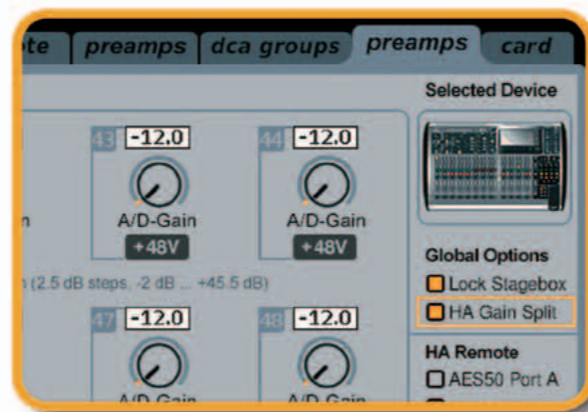 preamps dca groups preamps card
Selected Device
43 -12.0 44 -12.0
A/D-Gain A/D-Gain
+48V +48V
Global Options
(2.5 dB steps, -2 dB ... +45.5 dB)
Lock Stagebox
47 -12.0 48 -12.0
HA Gain Split
HA Remote
AES50 Port A